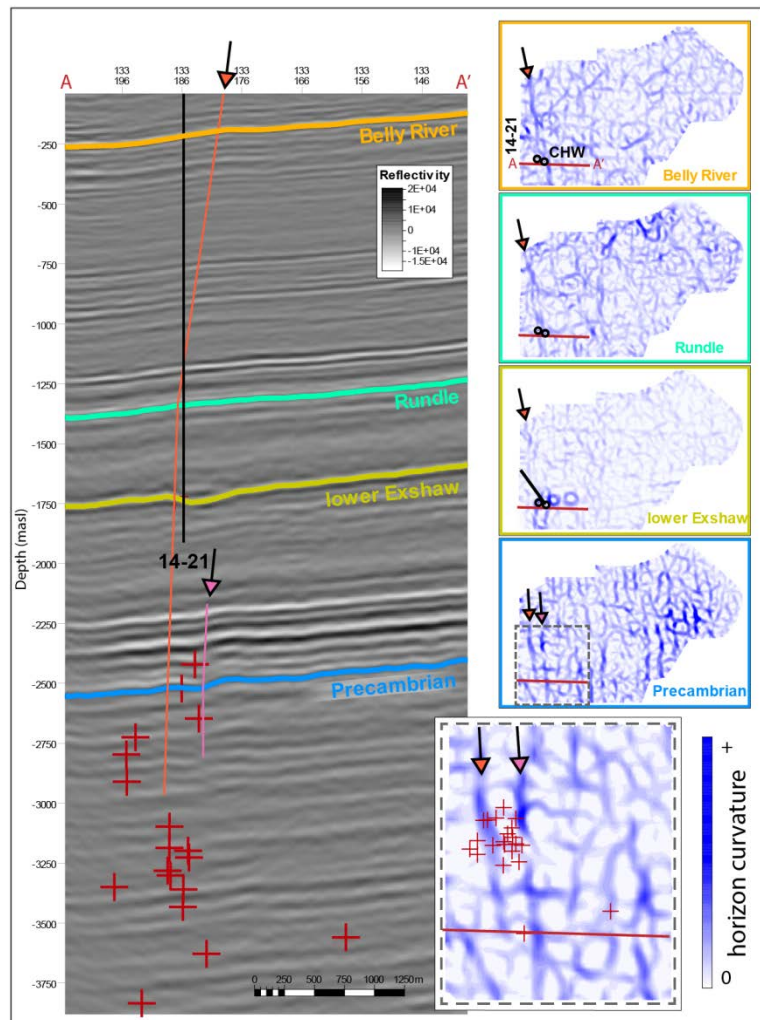 A
133
196
133
186
133
176
133
166
133
156
133
146
A'
-250
-500
-750
-1000
-1250
-1500
-1750
-2000
-2250
-2500
-2750
-3000
-3250
-3500
-3750
Depth (masl)
Belly River
Reflectivity
2E+04
1E+04
0
-1E+04
-1.5E+04
Rundle
lower Exshaw
14-21
Precambrian
0
250
500
750
1000
1250m
14-21
CHW
A
A'
Belly River
Rundle
lower Exshaw
Precambrian
+
horizon curvature
0